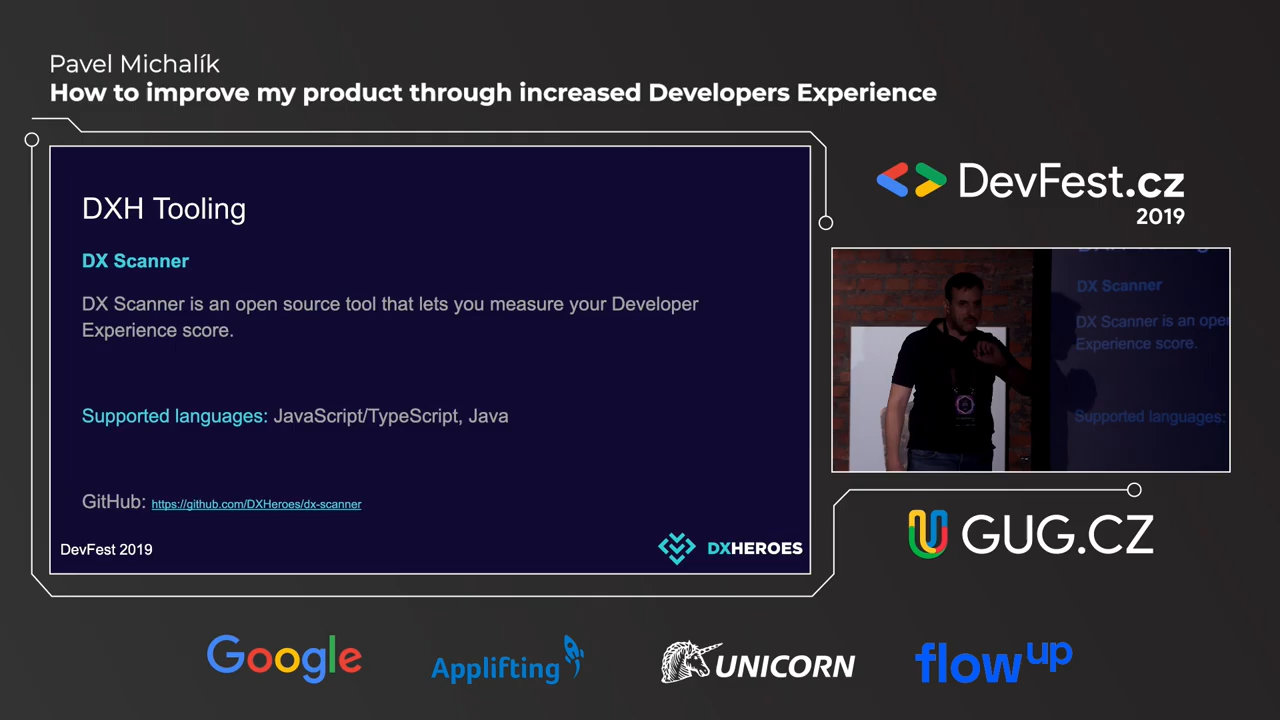 Pavel Michalík
How to improve my product through increased Developers Experience
DXH Tooling
DX Scanner
DX Scanner is an open source tool that lets you measure your Developer
Experience score.
Supported languages: JavaScript/TypeScript, Java
GitHub: https://github.com/DXHeroes/dx-scanner
DevFest 2019
DXHEROES
DevFest.cz
2019
DX Scanner
DX Scanner is an open
Experience score.
Supported languages:
GUG.CZ
Google
Applifting
UNICORN
flowup